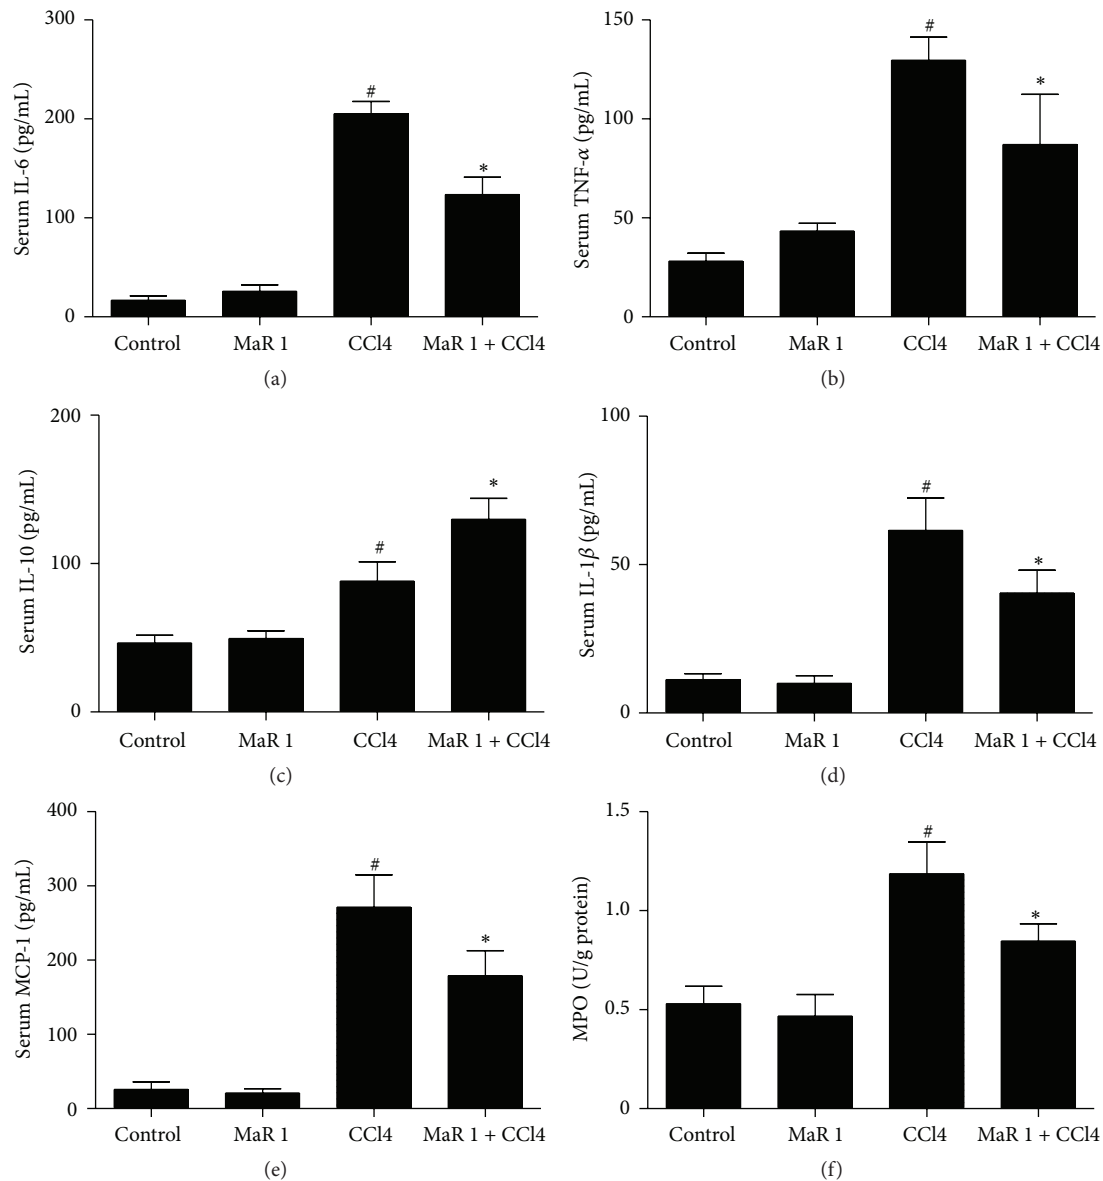 Serum IL-6 (pg/mL)
300
200
100
0
#
*
Control MaR 1 CCl4 MaR 1 + CCl4
(a)
Serum TNF-α (pg/mL)
150
100
50
0
#
*
Control MaR 1 CCl4 MaR 1 + CCl4
(b)
Serum IL-10 (pg/mL)
200
100
0
#
*
Control MaR 1 CCl4 MaR 1 + CCl4
(c)
Serum IL-1β (pg/mL)
100
50
0
#
*
Control MaR 1 CCl4 MaR 1 + CCl4
(d)
Serum MCP-1 (pg/mL)
400
300
200
100
0
#
*
Control MaR 1 CCl4 MaR 1 + CCl4
(e)
MPO (U/g protein)
1.5
1.0
0.5
0
#
*
Control MaR 1 CCl4 MaR 1 + CCl4
(f)